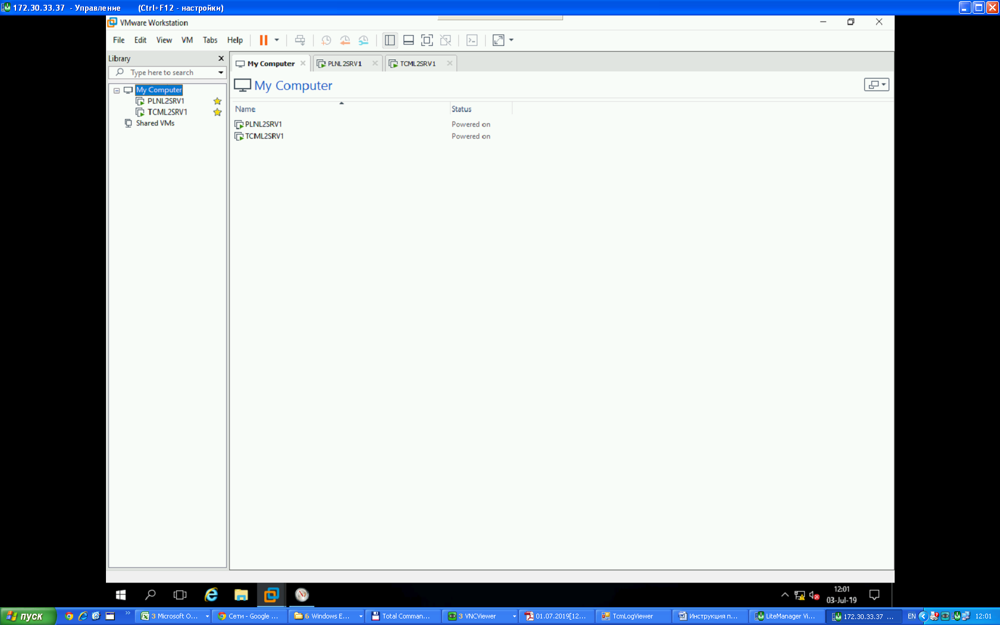 172.30.33.37 - Управление (Ctrl+F12 - настройки)
VMware Workstation
File Edit View VM Tabs Help
Library
Type here to search
My Computer
PLNL2SRV1
TCML2SRV1
Shared VMs
My Computer PLNL2SRV1 TCML2SRV1
My Computer
Name Status
PLNL2SRV1 Powered on
TCML2SRV1 Powered on
12:01
03-Jul-19
пуск
3 Microsoft O...
Сети - Google ...
6 Windows E...
Total Comman...
3 VNCViewer
01.07.2019[12...
TcmLogViewer
Инструкция п...
LiteManager Vi...
172.30.33.37 ...
EN
12:01